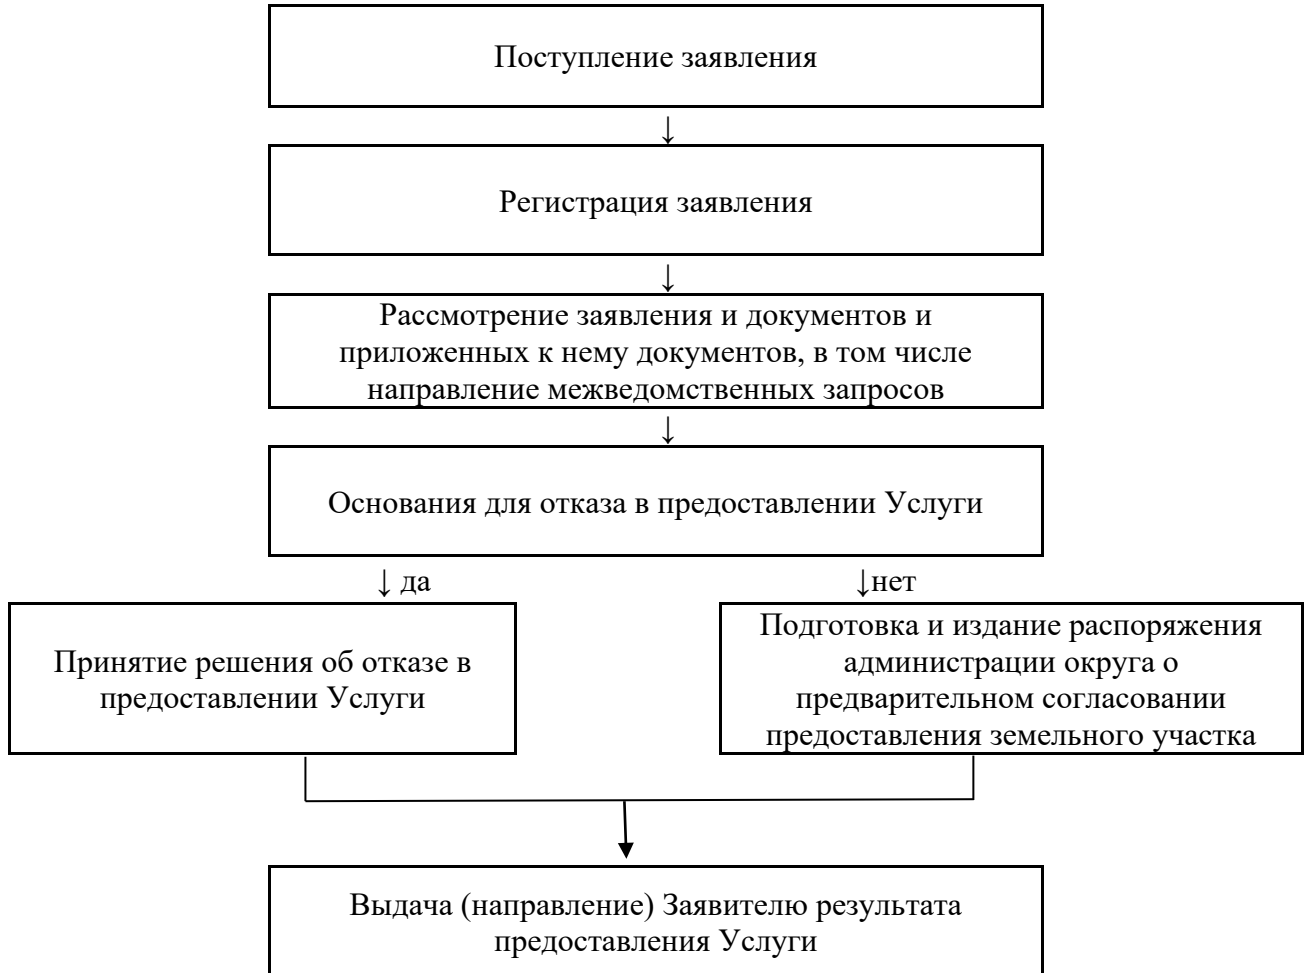 Поступление заявления
↓
Регистрация заявления
↓
Рассмотрение заявления и документов и
приложенных к нему документов, в том числе
направление межведомственных запросов
↓
Основания для отказа в предоставлении Услуги
↓ да
↓нет
Принятие решения об отказе в
предоставлении Услуги
Подготовка и издание распоряжения
администрации округа о
предварительном согласовании
предоставления земельного участка
Выдача (направление) Заявителю результата
предоставления Услуги